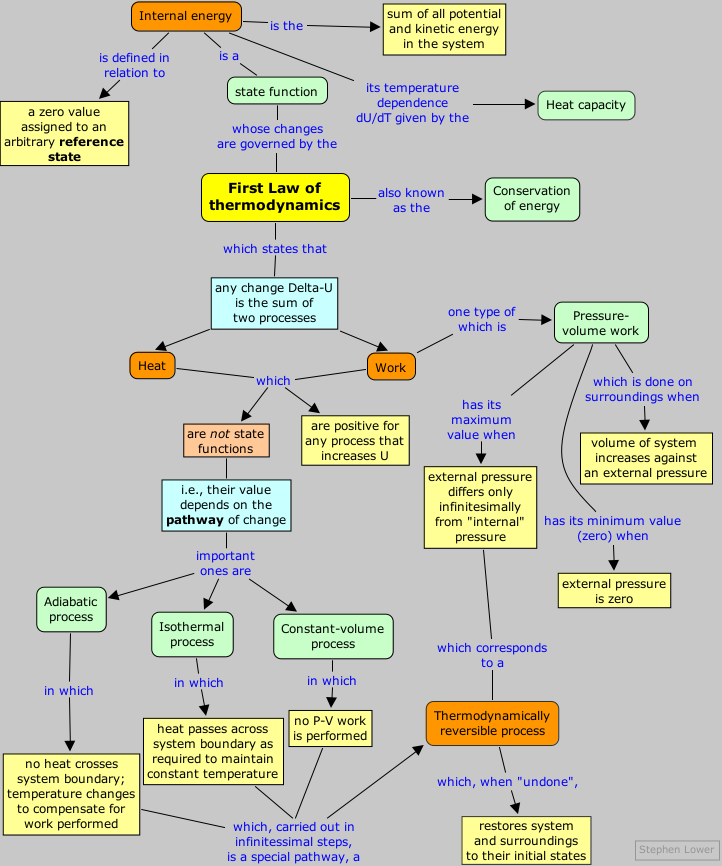 Internal energy
is the
sum of all potential
and kinetic energy
in the system
is defined in
relation to
is a
its temperature
dependence
dU/dT given by the
Heat capacity
state function
a zero value
assigned to an
arbitrary reference
state
whose changes
are governed by the
First Law of
thermodynamics
also known
as the
Conservation
of energy
which states that
any change Delta-U
is the sum of
two processes
one type of
which is
Pressure-
volume work
Heat
Work
which
are not state
functions
are positive for
any process that
increases U
has its
maximum
value when
which is done on
surroundings when
volume of system
increases against
an external pressure
i.e., their value
depends on the
pathway of change
external pressure
differs only
infinitesimally
from "internal"
pressure
has its minimum value
(zero) when
external pressure
is zero
important
ones are
Adiabatic
process
Isothermal
process
Constant-volume
process
which corresponds
to a
in which
in which
in which
no heat crosses
system boundary;
temperature changes
to compensate for
work performed
heat passes across
system boundary as
required to maintain
constant temperature
no P-V work
is performed
Thermodynamically
reversible process
which, when "undone",
which, carried out in
infinitessimal steps,
is a special pathway, a
restores system
and surroundings
to their initial states
Stephen Lower